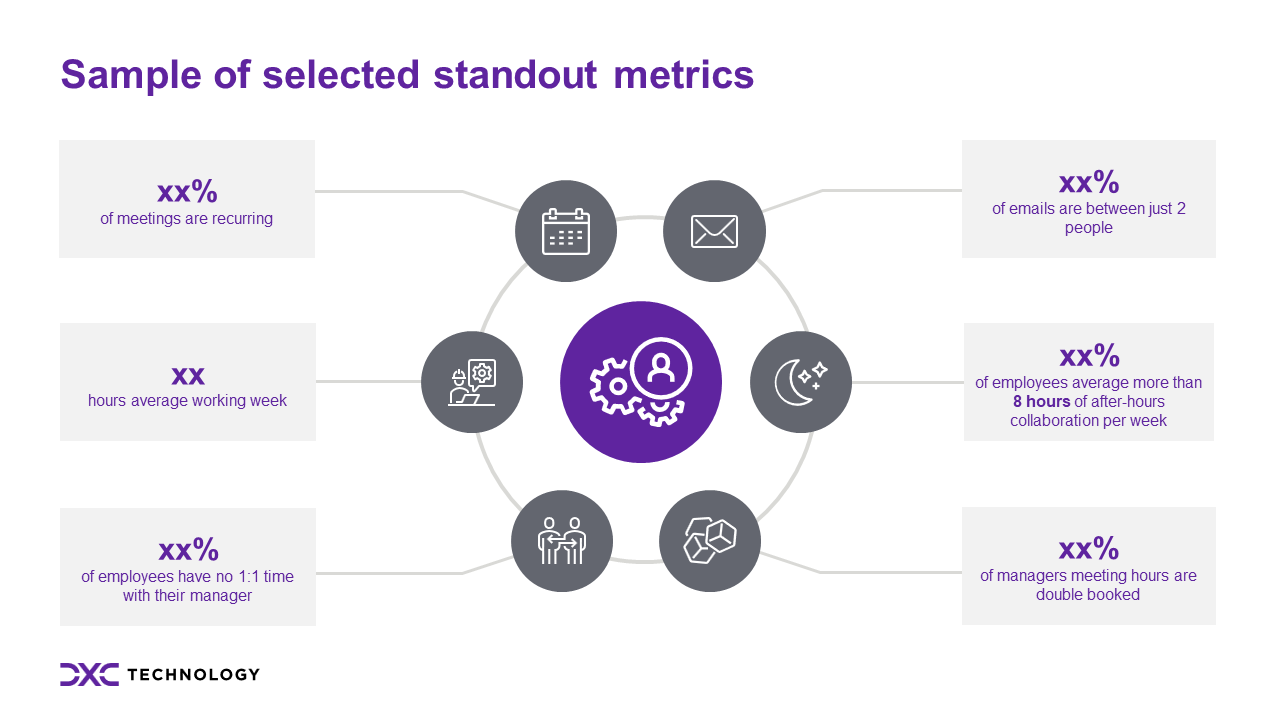 Sample of selected standout metrics
xx%
of meetings are recurring
xx
hours average working week
xx%
of employees have no 1:1 time
with their manager
xx%
of emails are between just 2
people
xx%
of employees average more than
8 hours of after-hours
collaboration per week
xx%
of managers meeting hours are
double booked
DXC TECHNOLOGY